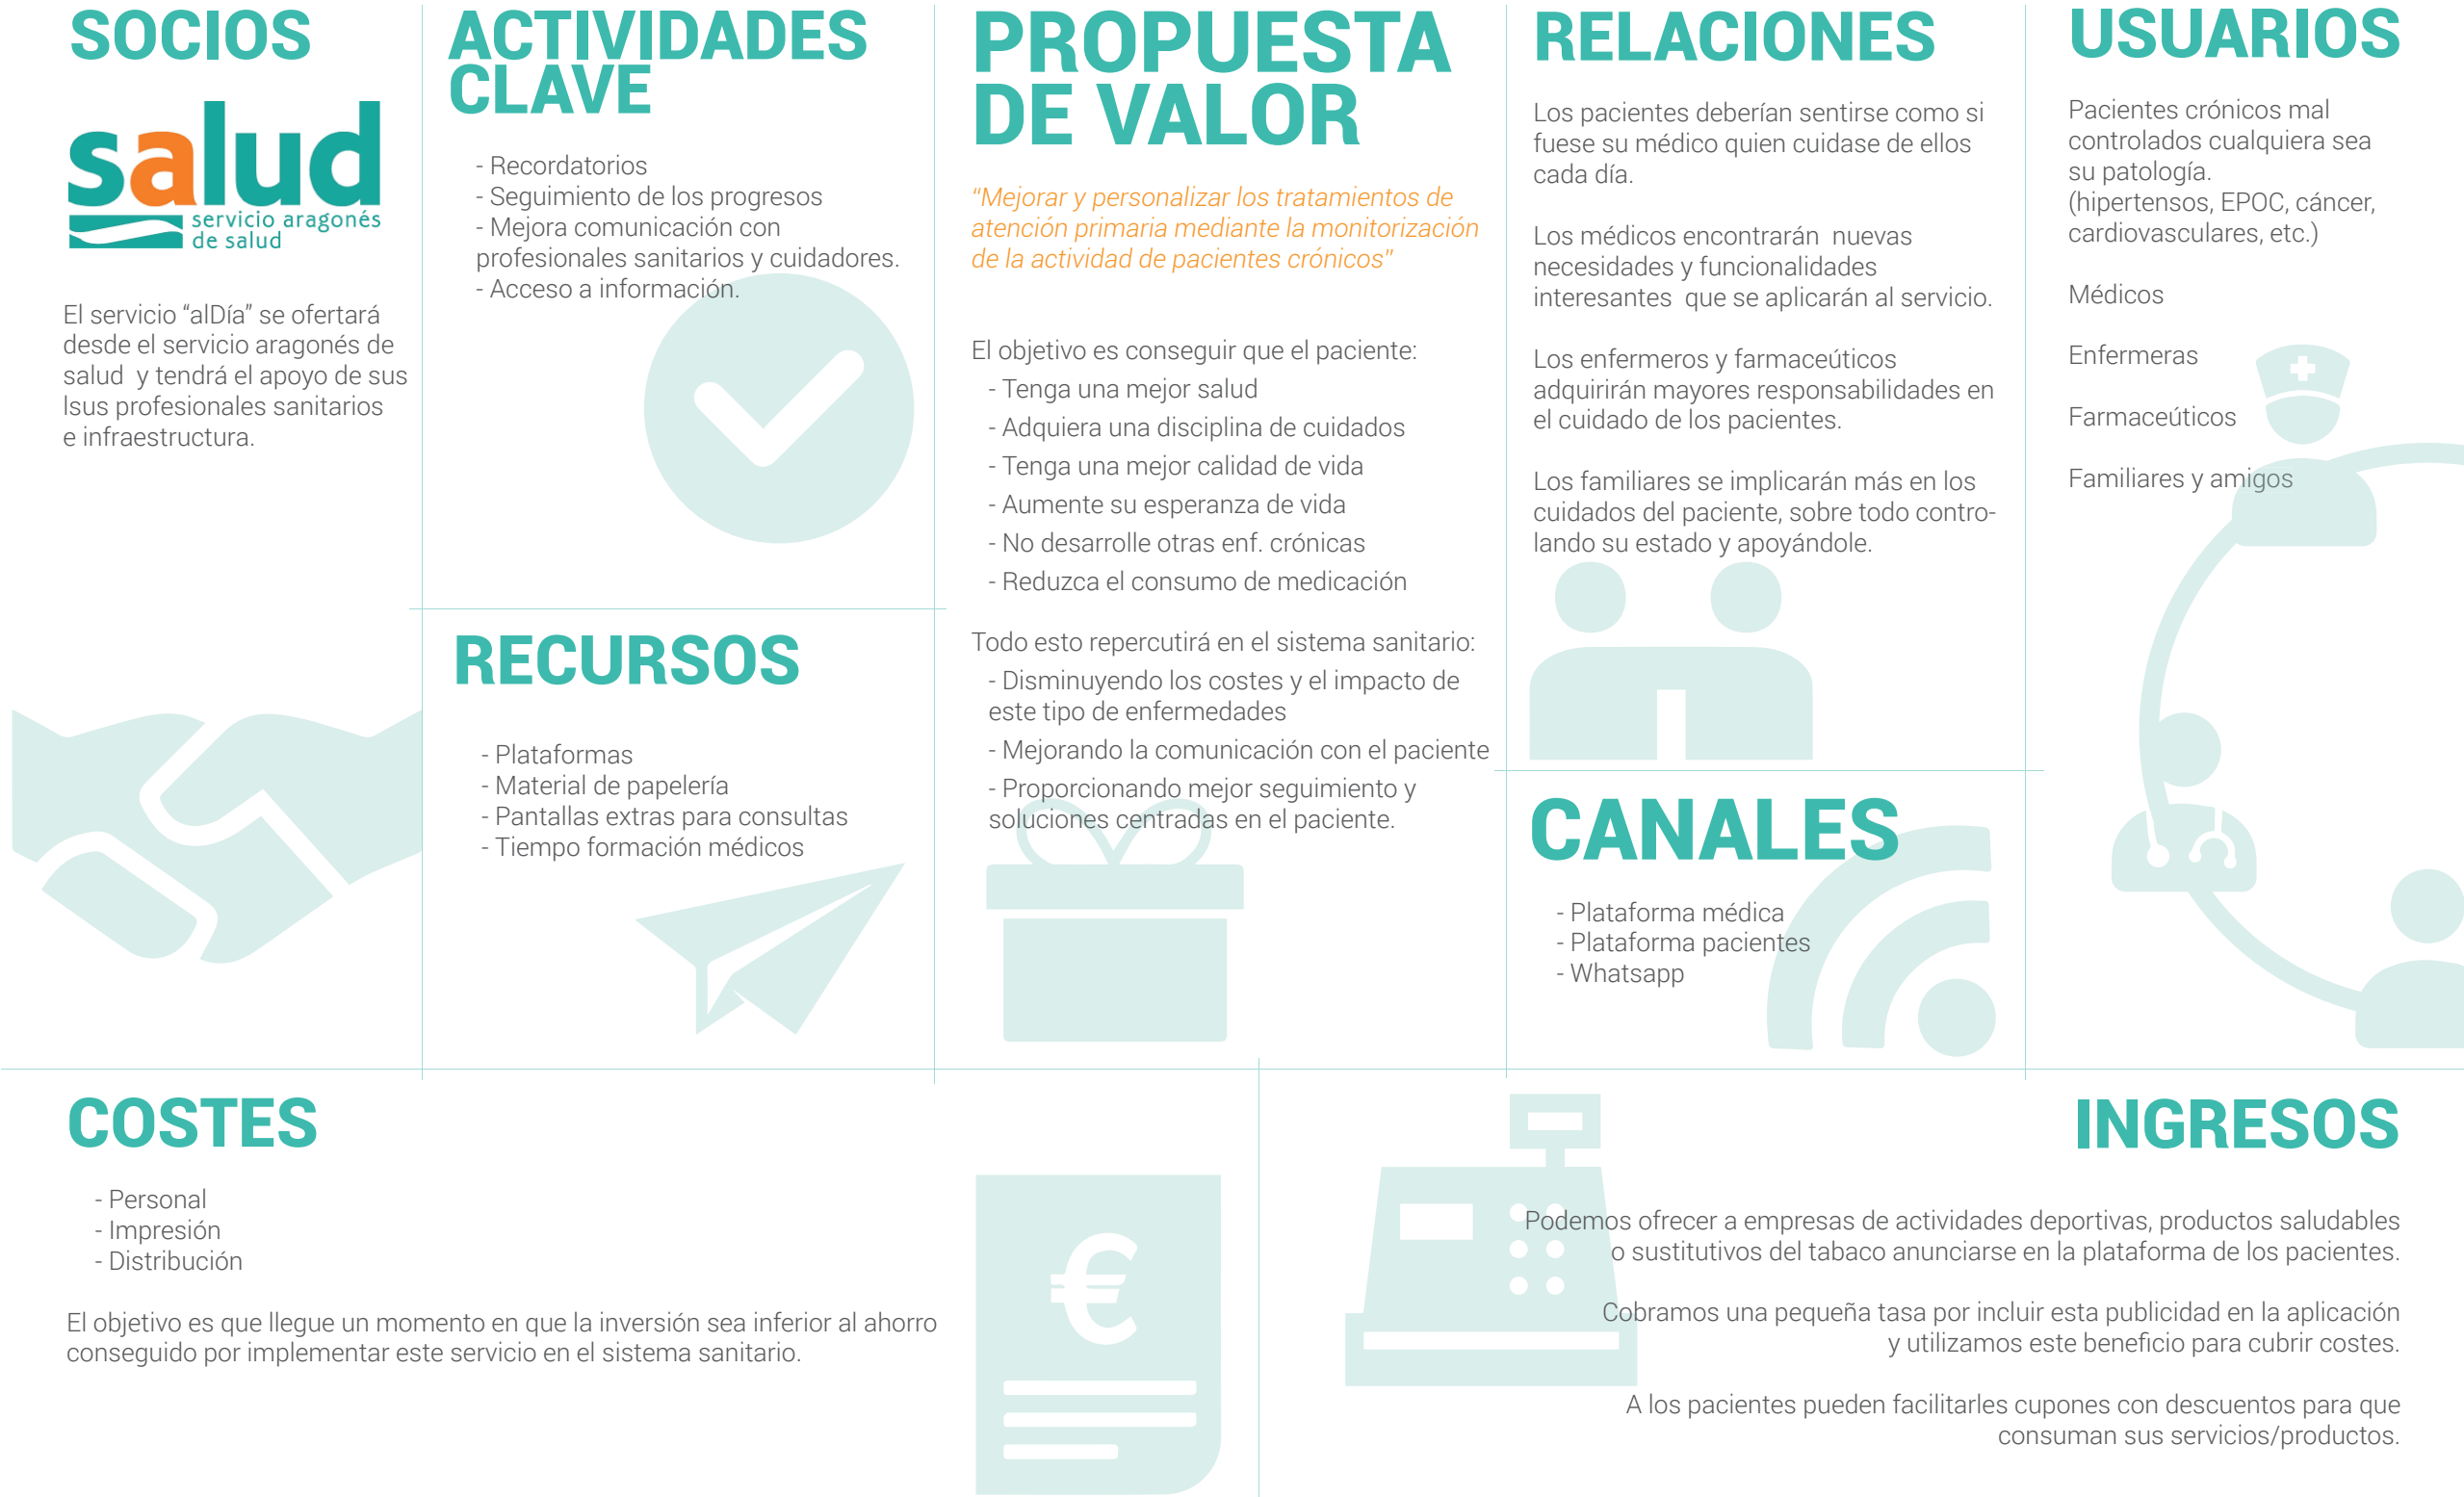 SOCIOS
salud
servicio aragonés
de salud
El servicio “alDía” se ofertará
desde el servicio aragonés de
salud y tendrá el apoyo de sus
lsus profesionales sanitarios
e infraestructura.
ACTIVIDADES
CLAVE
- Recordatorios
- Seguimiento de los progresos
- Mejora comunicación con
profesionales sanitarios y cuidadores.
- Acceso a información.
RECURSOS
- Plataformas
- Material de papelería
- Pantallas extras para consultas
- Tiempo formación médicos
PROPUESTA
DE VALOR
"Mejorar y personalizar los tratamientos de
atención primaria mediante la monitorización
de la actividad de pacientes crónicos"
El objetivo es conseguir que el paciente:
- Tenga una mejor salud
- Adquiera una disciplina de cuidados
- Tenga una mejor calidad de vida
- Aumente su esperanza de vida
- No desarrolle otras enf. crónicas
- Reduzca el consumo de medicación
Todo esto repercutirá en el sistema sanitario:
- Disminuyendo los costes y el impacto de
este tipo de enfermedades
- Mejorando la comunicación con el paciente
- Proporcionando mejor seguimiento y
soluciones centradas en el paciente.
RELACIONES
Los pacientes deberían sentirse como si
fuese su médico quien cuidase de ellos
cada día.
Los médicos encontrarán nuevas
necesidades y funcionalidades
interesantes que se aplicarán al servicio.
Los enfermeros y farmaceúticos
adquirirán mayores responsabilidades en
el cuidado de los pacientes.
Los familiares se implicarán más en los
cuidados del paciente, sobre todo contro-
lando su estado y apoyándole.
CANALES
- Plataforma médica
- Plataforma pacientes
- Whatsapp
USUARIOS
Pacientes crónicos mal
controlados cualquiera sea
su patología.
(hipertensos, EPOC, cáncer,
cardiovasculares, etc.)
Médicos
Enfermeras
Farmaceúticos
Familiares y amigos
COSTES
- Personal
- Impresión
- Distribución
El objetivo es que llegue un momento en que la inversión sea inferior al ahorro
conseguido por implementar este servicio en el sistema sanitario.
€
INGRESOS
Podemos ofrecer a empresas de actividades deportivas, productos saludables
o sustitutivos del tabaco anunciarse en la plataforma de los pacientes.
Cobramos una pequeña tasa por incluir esta publicidad en la aplicación
y utilizamos este beneficio para cubrir costes.
A los pacientes pueden facilitarles cupones con descuentos para que
consuman sus servicios/productos.